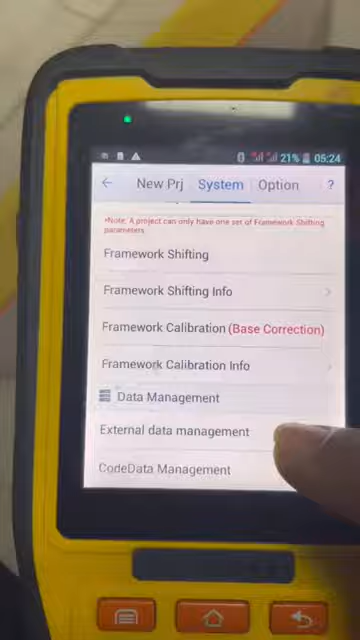 21% 05:24
New Prj System Option ?
*Note: A project can only have one set of Framework Shifting
parameters
Framework Shifting
Framework Shifting Info
Framework Calibration (Base Correction)
Framework Calibration Info
Data Management
External data management
CodeData Management